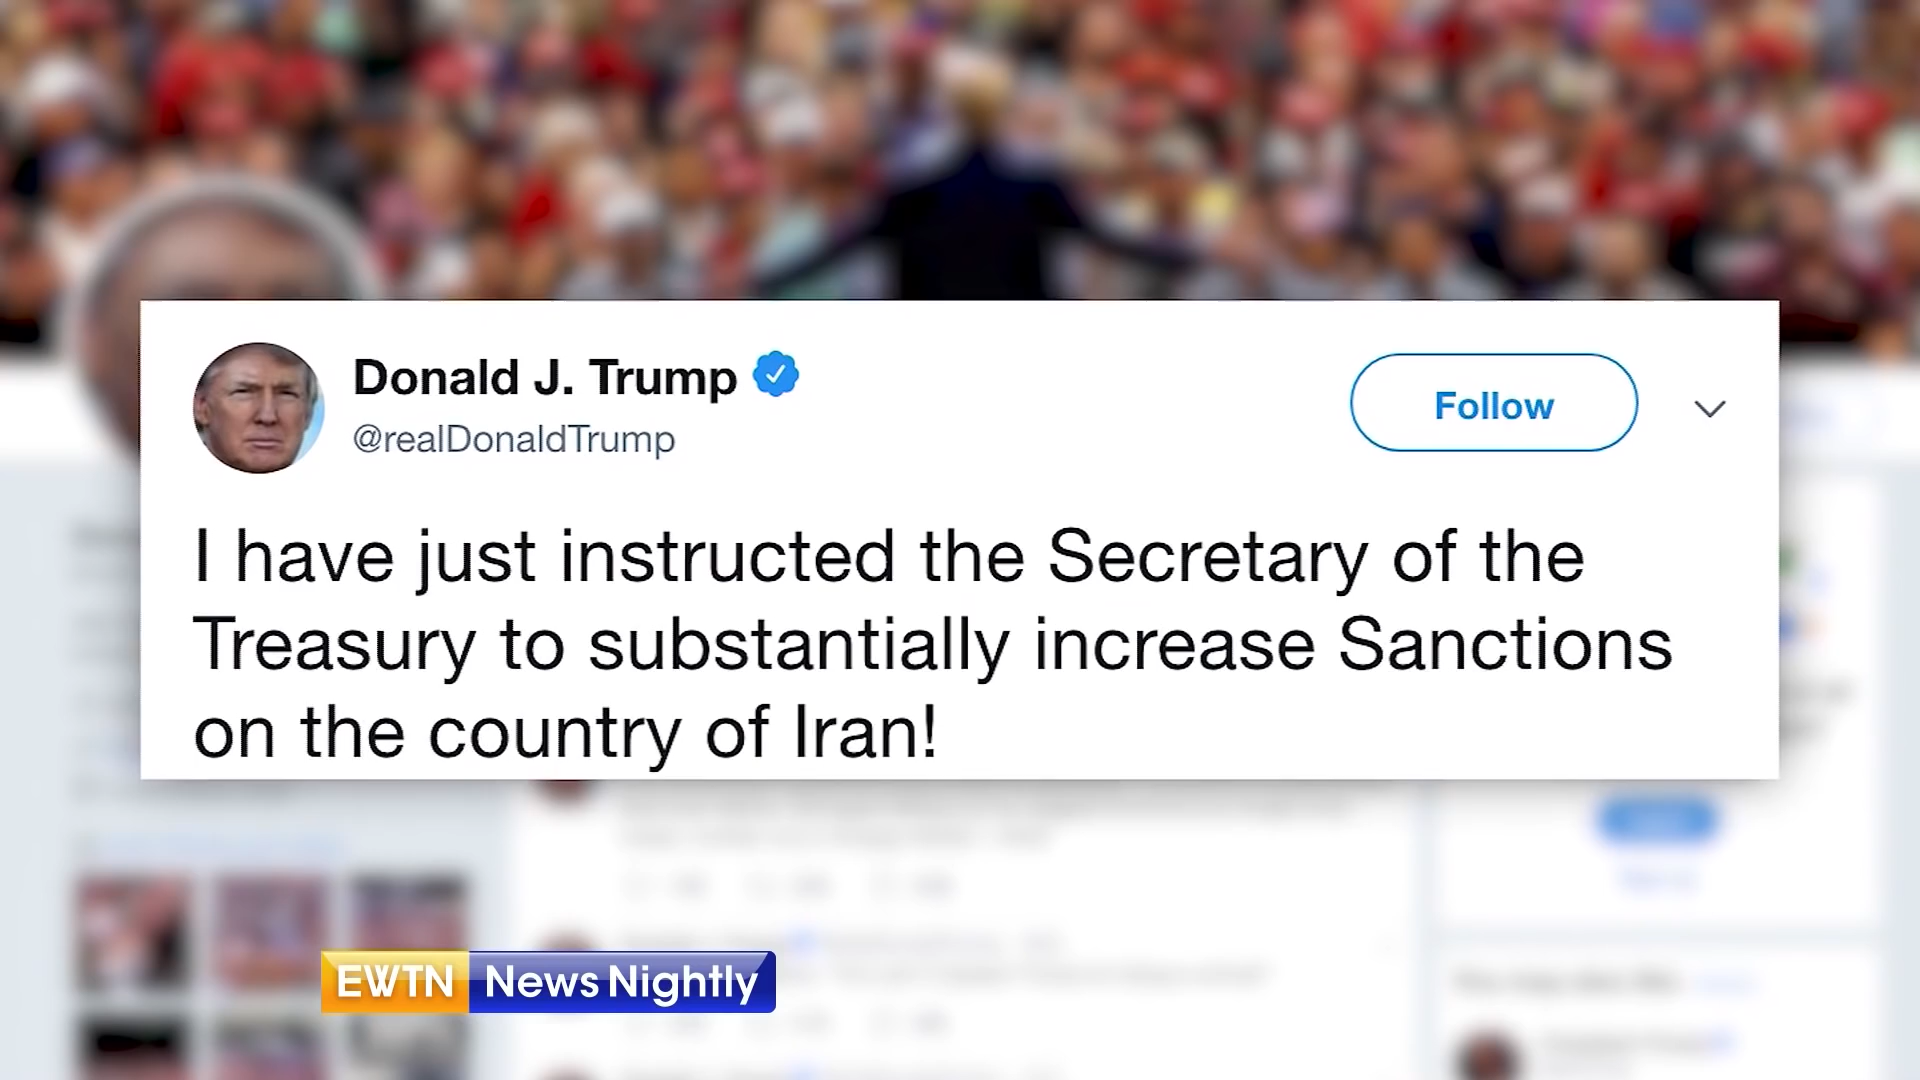 Donald J. Trump
@realDonaldTrump
Follow
I have just instructed the Secretary of the
Treasury to substantially increase Sanctions
on the country of Iran!
EWTN News Nightly